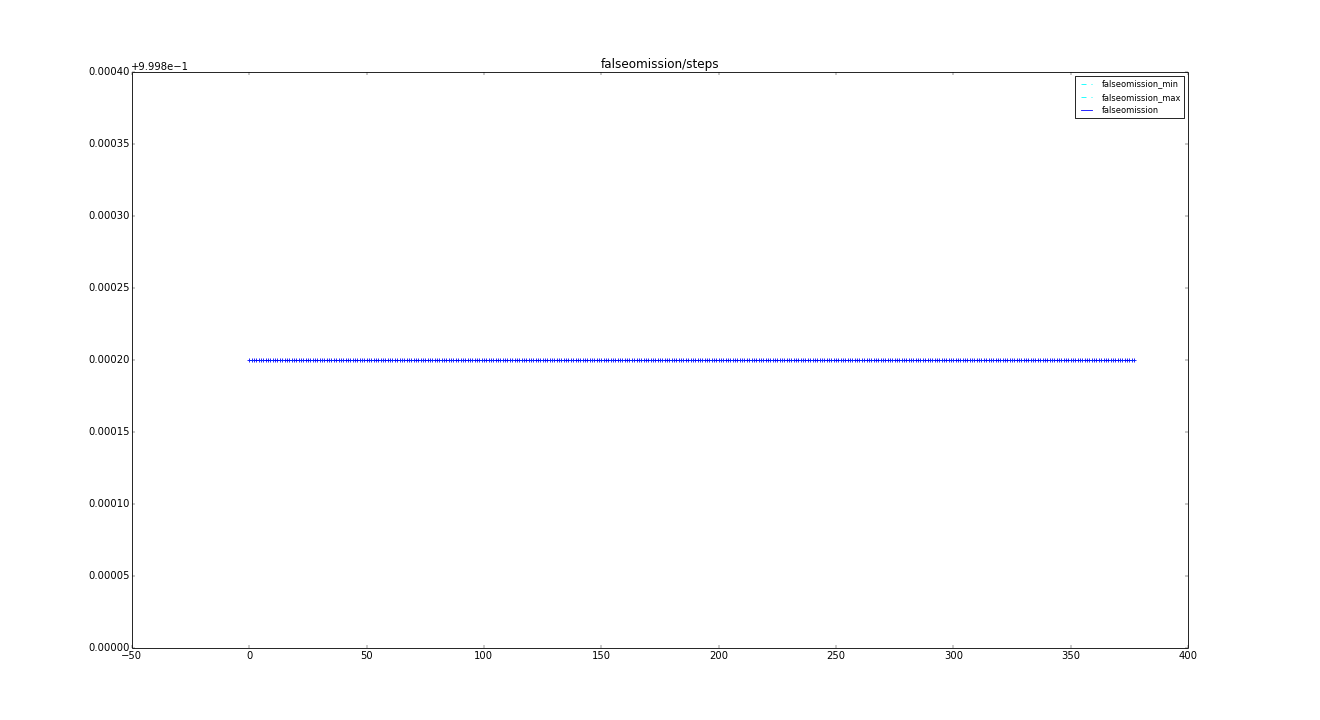 falseomission/steps
+9.998e−1
0.00040
0.00035
0.00030
0.00025
0.00020
0.00015
0.00010
0.00005
0.00000
−50 0 50 100 150 200 250 300 350 400
falseomission_min
falseomission_max
falseomission